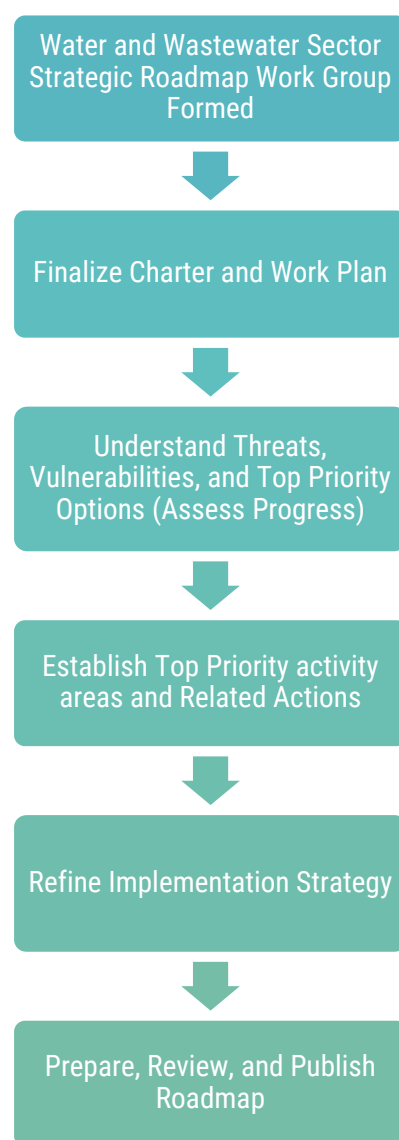 Water and Wastewater Sector
Strategic Roadmap Work Group
Formed
Finalize Charter and Work Plan
Understand Threats,
Vulnerabilities, and Top Priority
Options (Assess Progress)
Establish Top Priority activity
areas and Related Actions
Refine Implementation Strategy
Prepare, Review, and Publish
Roadmap